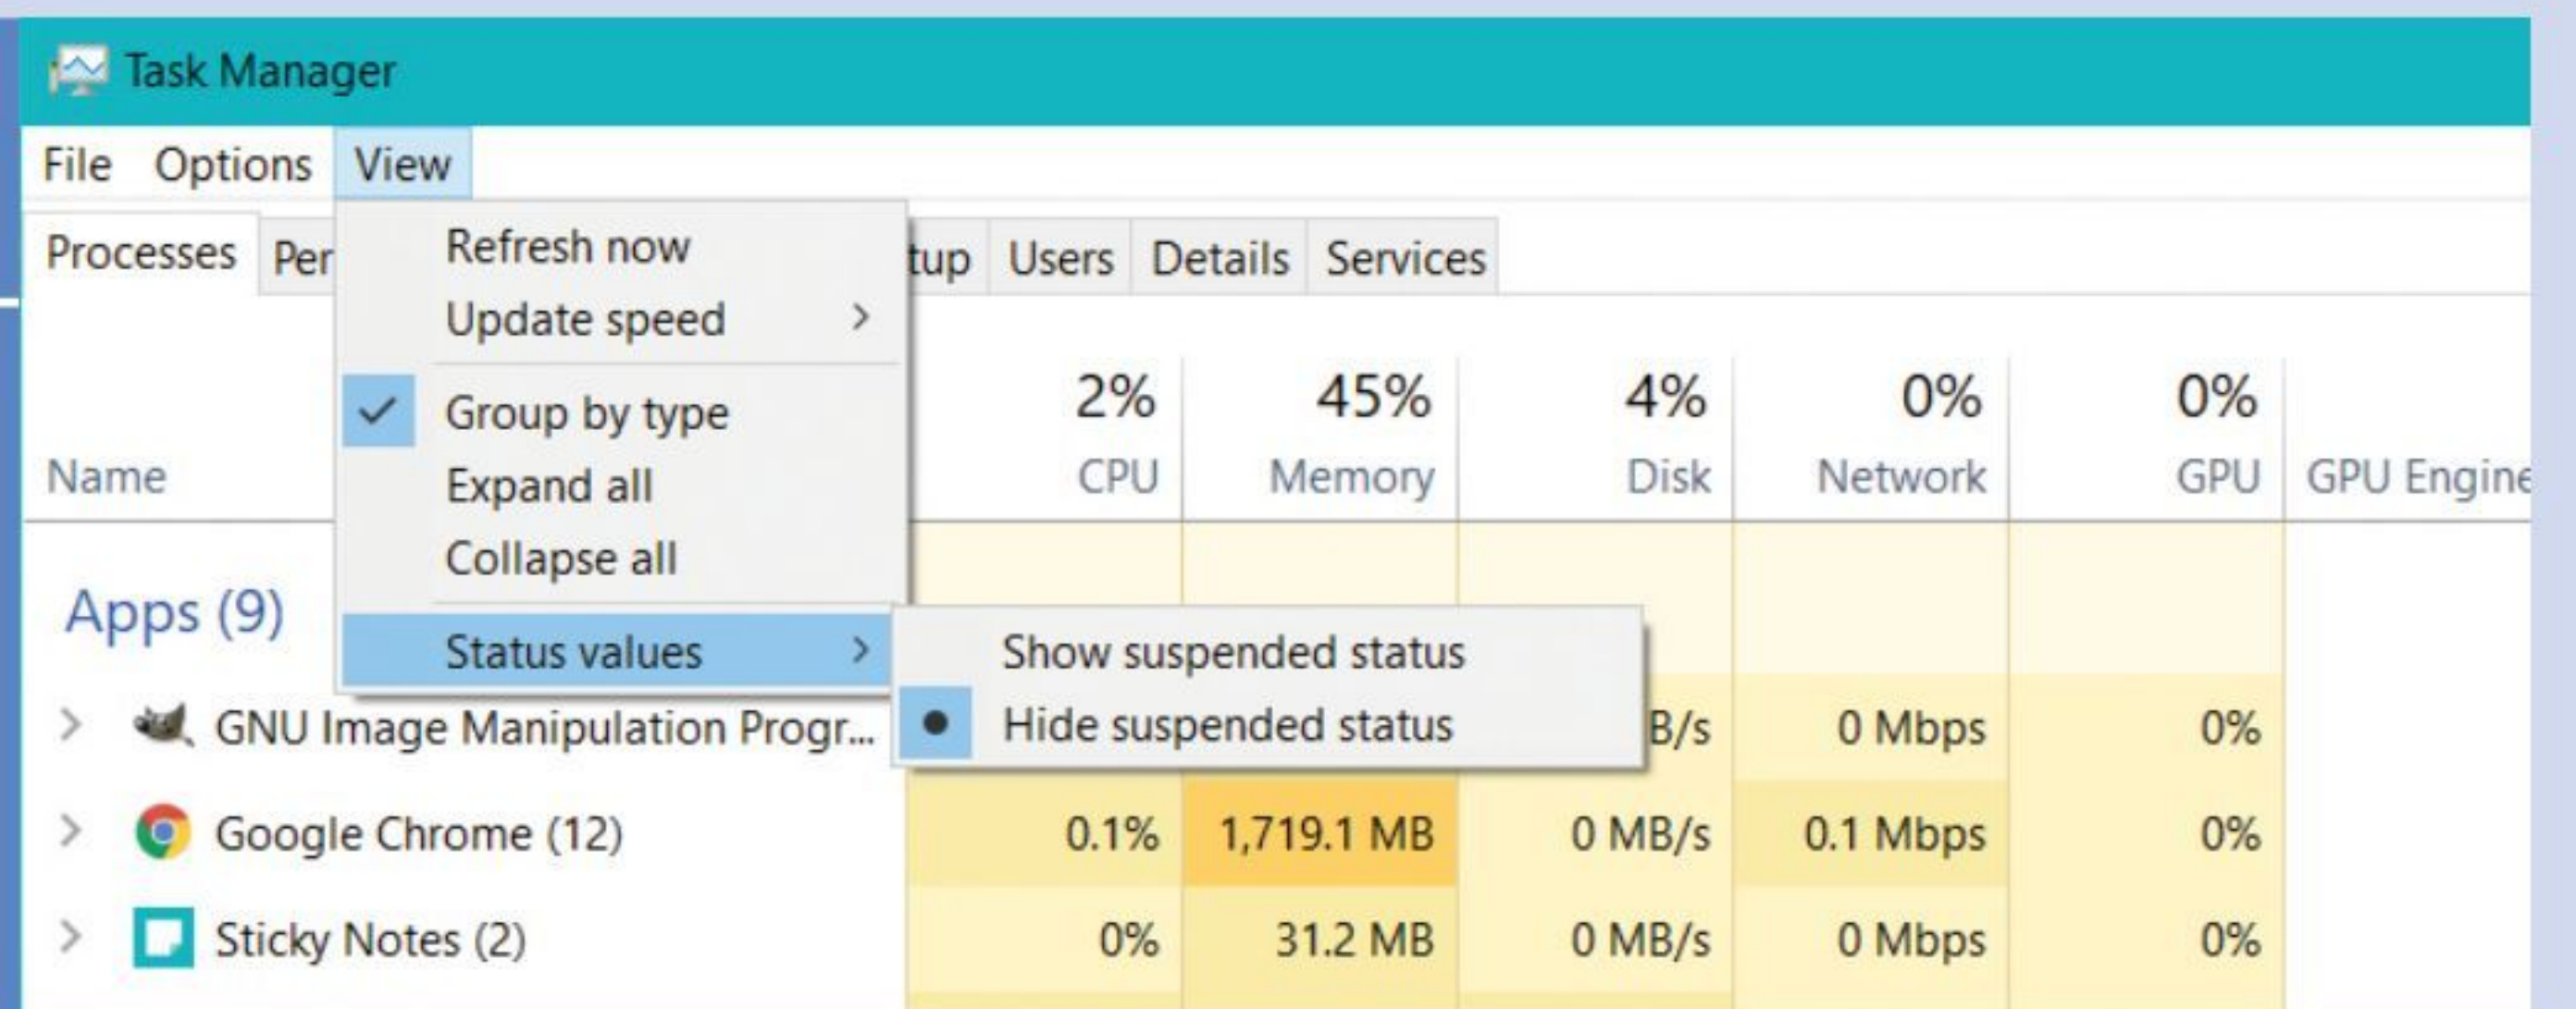 Task Manager
File Options View
Processes Per tup Users Details Services
Refresh now
Update speed
Group by type
Expand all
Collapse all
Status values
Show suspended status
Hide suspended status
2% 45% 4% 0% 0%
Name CPU Memory Disk Network GPU GPU Engine
Apps (9)
GNU Image Manipulation Progr... B/s 0 Mbps 0%
Google Chrome (12) 0.1% 1,719.1 MB 0 MB/s 0.1 Mbps 0%
Sticky Notes (2) 0% 31.2 MB 0 MB/s 0 Mbps 0%